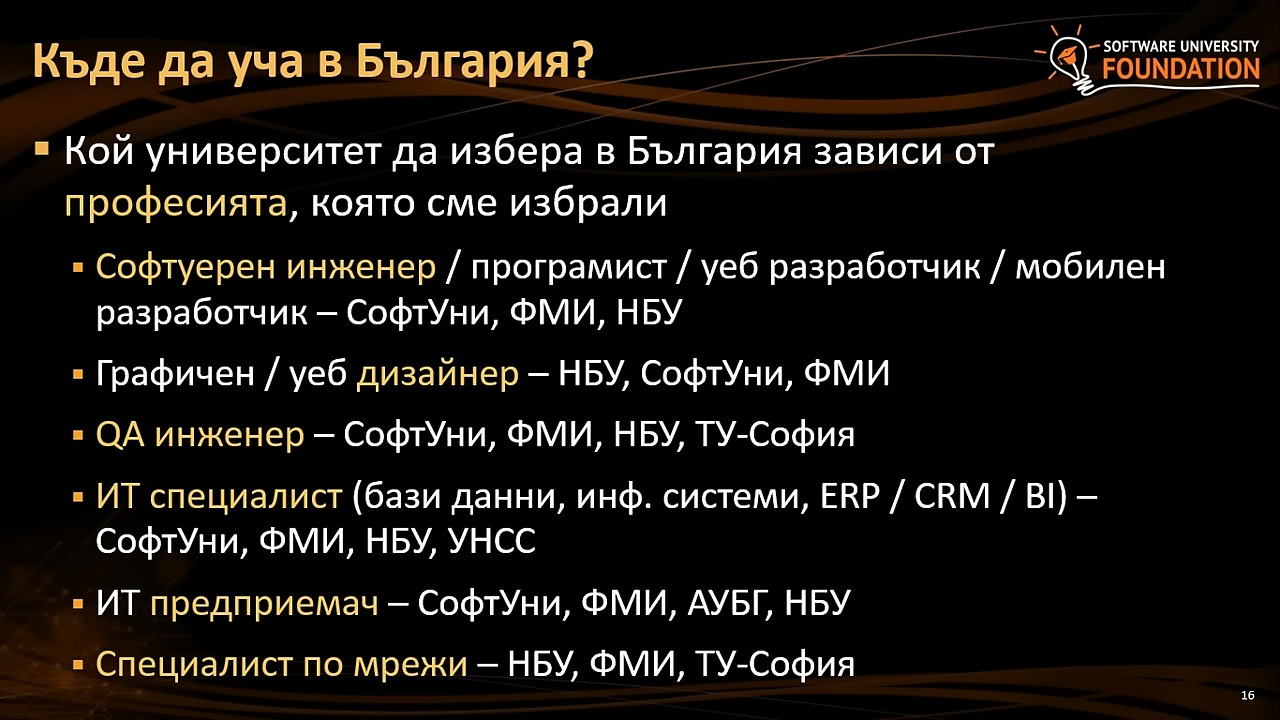 Къде да уча в България?
SOFTWARE UNIVERSITY
FOUNDATION
Кой университет да избера в България зависи от
професията, която сме избрали
Софтуерен инженер / програмист / уеб разработчик / мобилен
разработчик – СофтУни, ФМИ, НБУ
Графичен / уеб дизайнер – НБУ, СофтУни, ФМИ
QA инженер – СофтУни, ФМИ, НБУ, ТУ-София
ИТ специалист (бази данни, инф. системи, ERP / CRM / BI) –
СофтУни, ФМИ, НБУ, УНСС
ИТ предприемач – СофтУни, ФМИ, АУБГ, НБУ
Специалист по мрежи – НБУ, ФМИ, ТУ-София
16